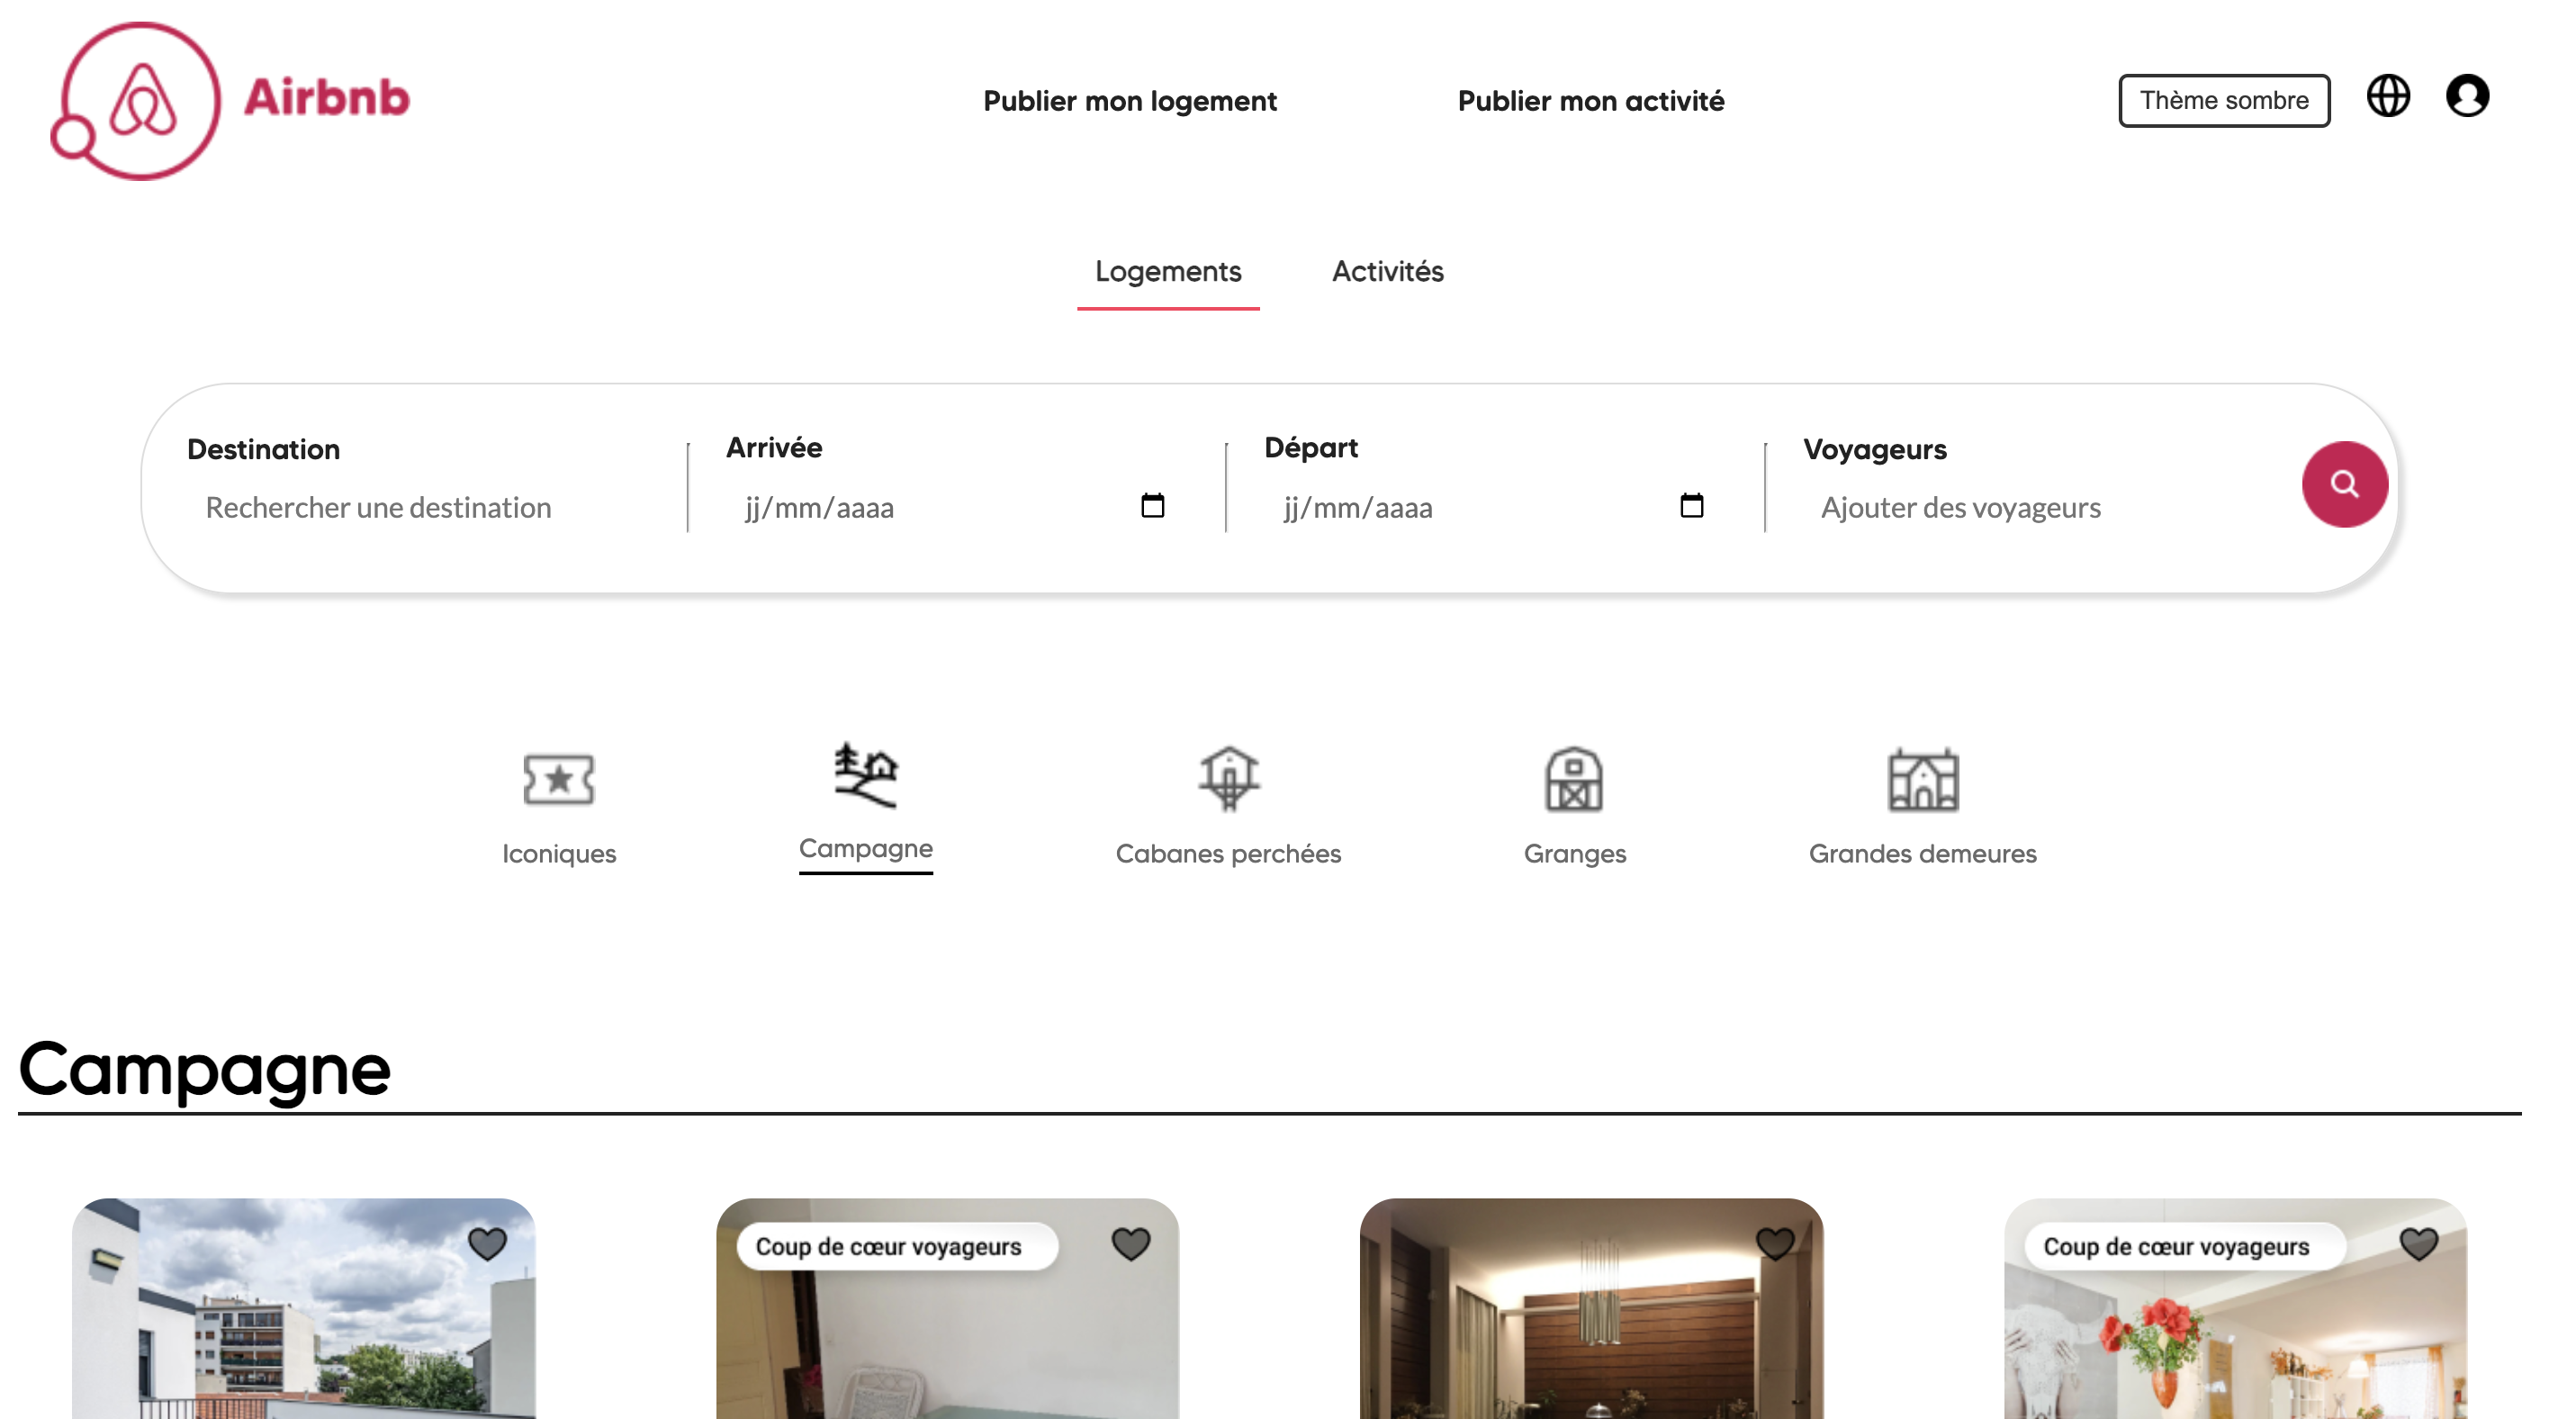 Airbnb
Publier mon logement
Publier mon activité
Thème sombre
Logements
Activités
Destination
Rechercher une destination
Arrivée
jj/mm/aaaa
Départ
jj/mm/aaaa
Voyageurs
Ajouter des voyageurs
Iconiques
Campagne
Cabanes perchées
Granges
Grandes demeures
Campagne
Coup de cœur voyageurs
Coup de cœur voyageurs